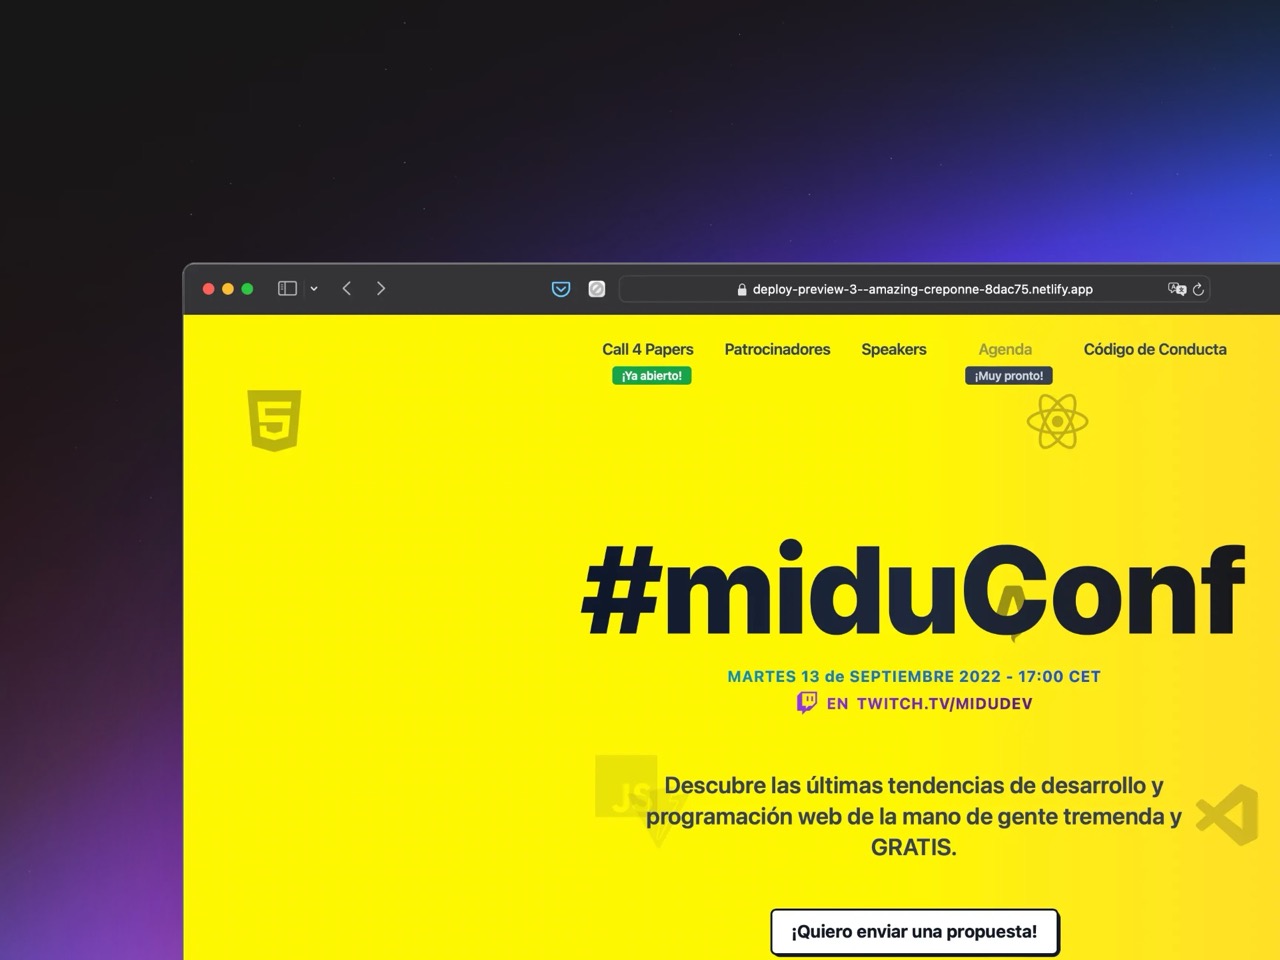 deploy-preview-3--amazing-creponne-8dac75.netlify.app
Call 4 Papers Patrocinadores Speakers Agenda Código de Conducta
¡Ya abierto! ¡Muy pronto!
#miduConf
MARTES 13 de SEPTIEMBRE 2022 - 17:00 CET
EN TWITCH.TV/MIDUDEV
JS
Descubre las últimas tendencias de desarrollo y
programación web de la mano de gente tremenda y
GRATIS.
¡Quiero enviar una propuesta!